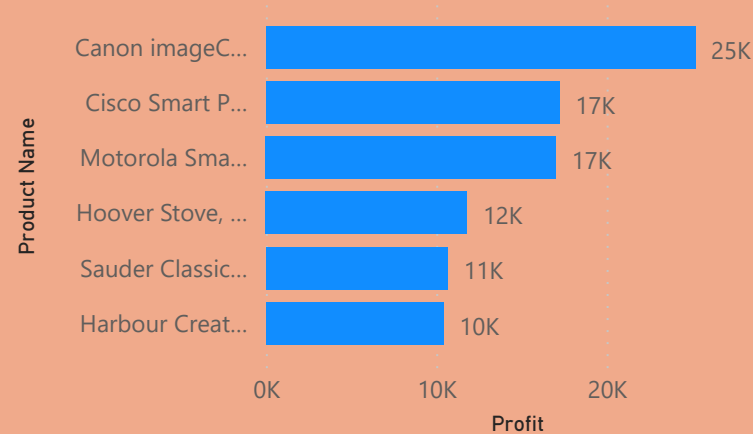 Product Name
Canon imageC... 25K
Cisco Smart P... 17K
Motorola Sma... 17K
Hoover Stove, ... 12K
Sauder Classic... 11K
Harbour Creat... 10K
0K 10K 20K
Profit